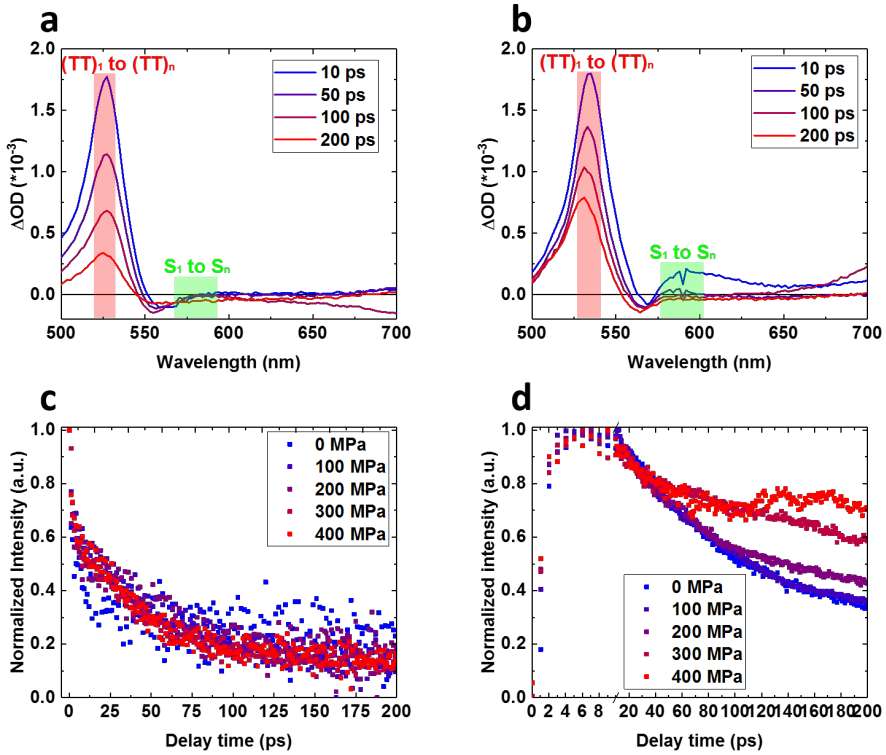 a
(TT)₁ to (TT)ₙ
10 ps
50 ps
100 ps
200 ps
S₁ to Sₙ
ΔOD (*10⁻³)
2.0
1.5
1.0
0.5
0.0
500 550 600 650 700
Wavelength (nm)
b
(TT)₁ to (TT)ₙ
10 ps
50 ps
100 ps
200 ps
S₁ to Sₙ
ΔOD (*10⁻³)
2.0
1.5
1.0
0.5
0.0
500 550 600 650 700
Wavelength (nm)
c
0 MPa
100 MPa
200 MPa
300 MPa
400 MPa
Normalized Intensity (a.u.)
1.0
0.8
0.6
0.4
0.2
0.0
0 25 50 75 100 125 150 175 200
Delay time (ps)
d
0 MPa
100 MPa
200 MPa
300 MPa
400 MPa
Normalized Intensity (a.u.)
1.0
0.8
0.6
0.4
0.2
0.0
0 2 4 6 8 20 40 60 80 100 120 140 160 180 200
Delay time (ps)